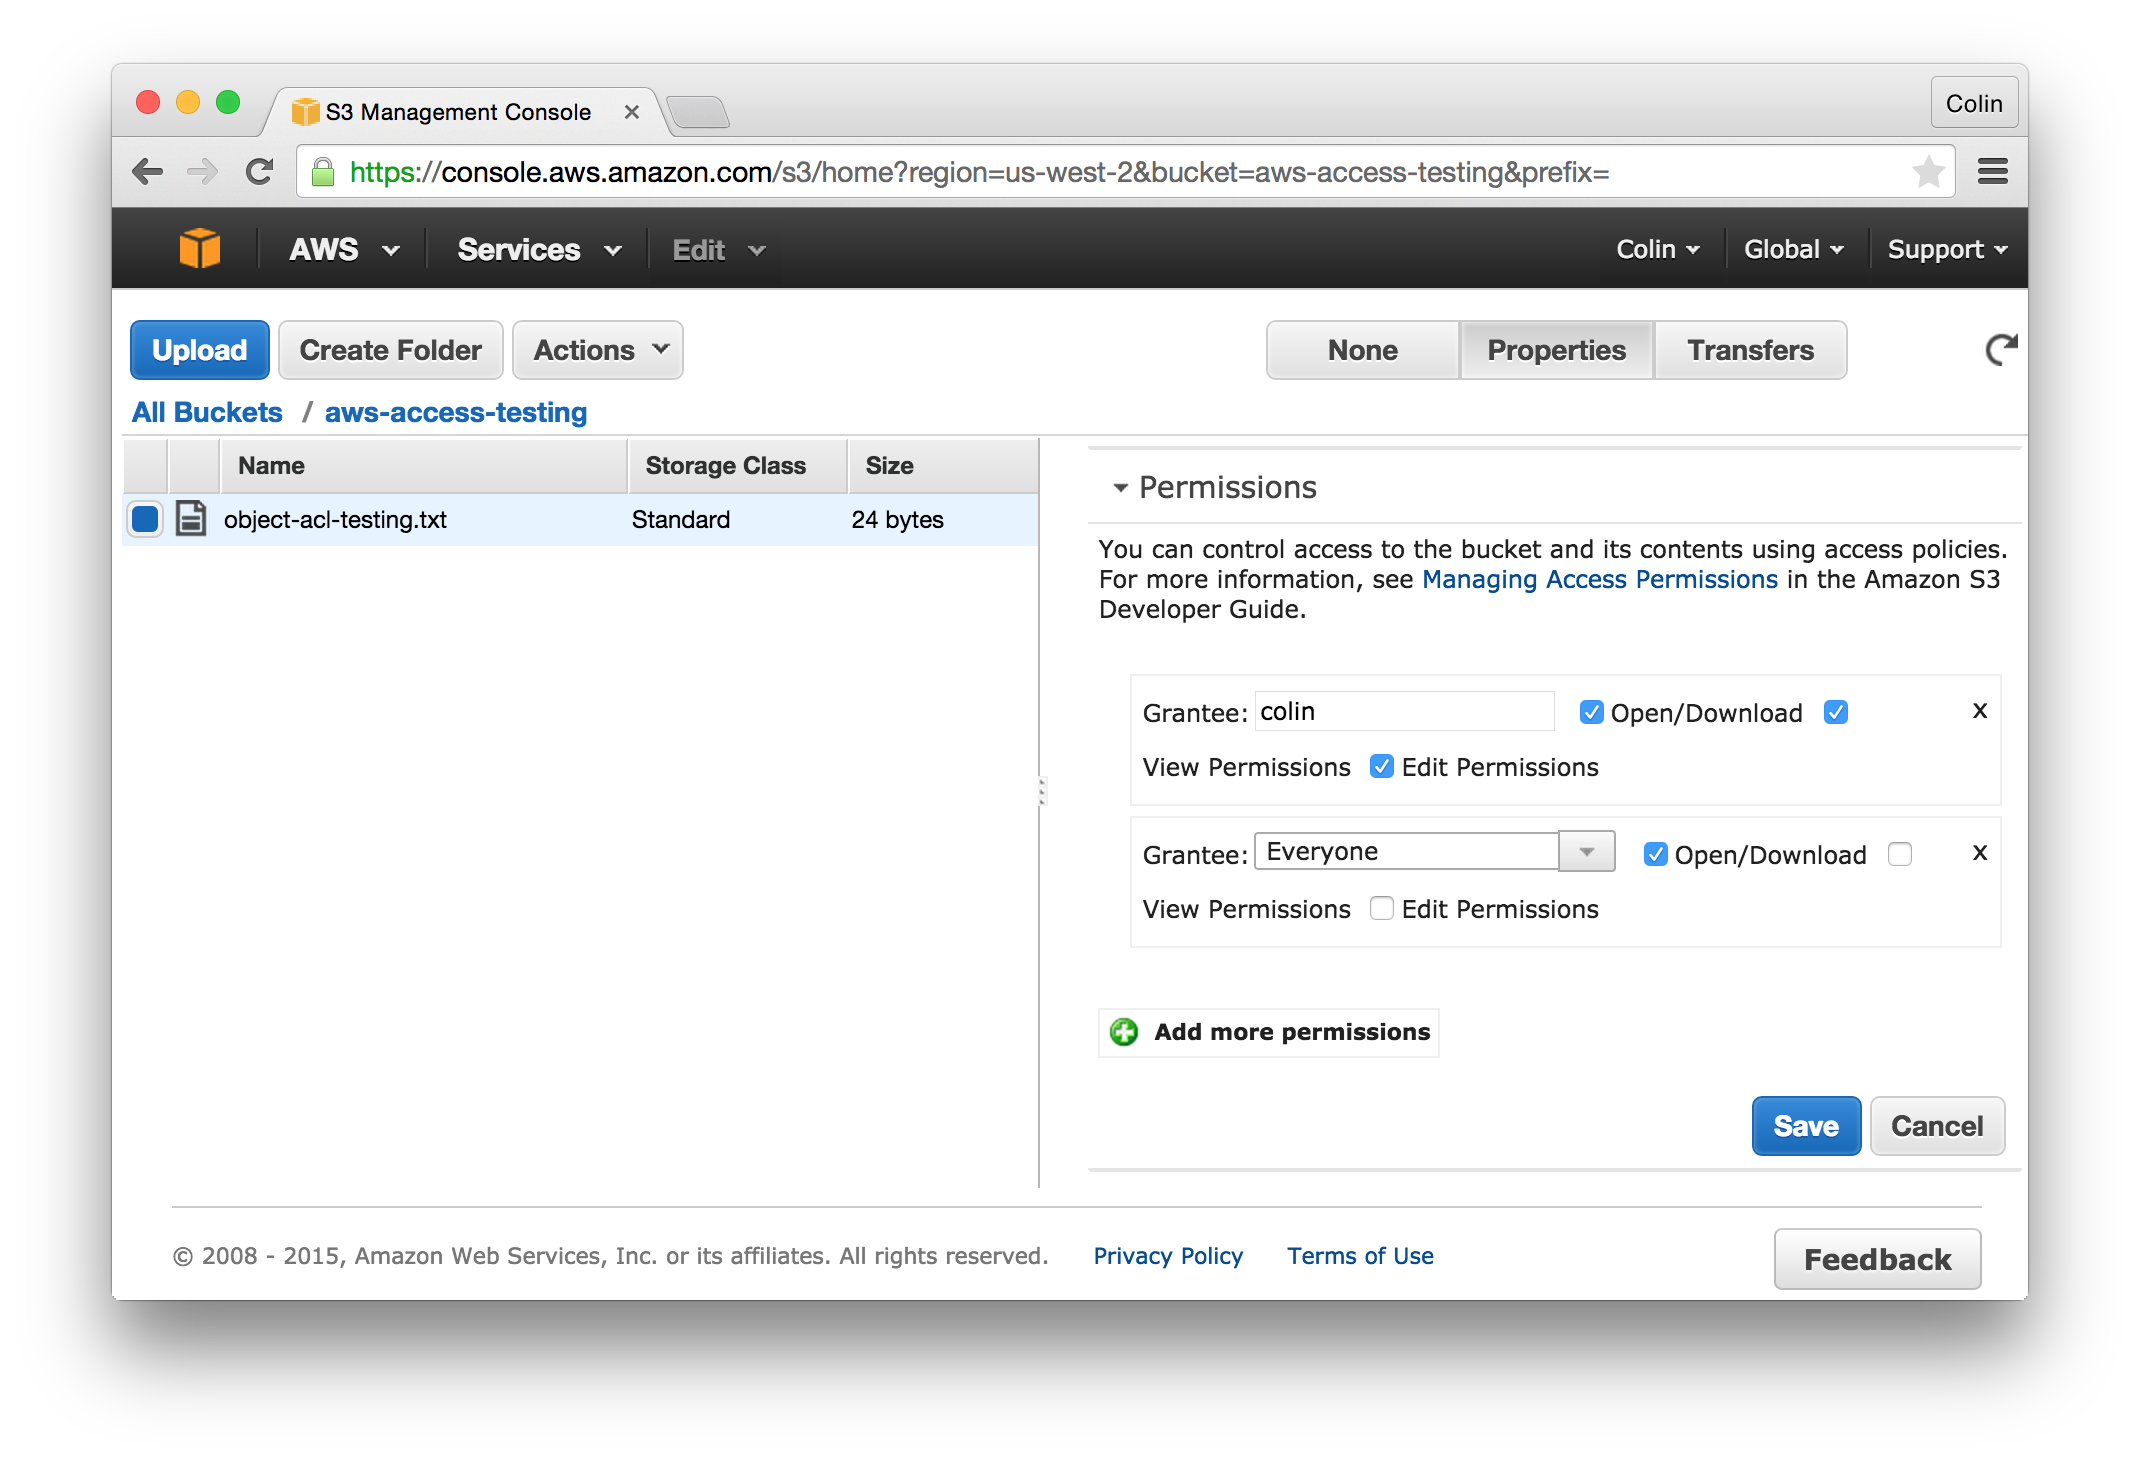 S3 Management Console
Colin
https://console.aws.amazon.com/s3/home?region=us-west-2&bucket=aws-access-testing&prefix=
AWS Services Edit Colin Global Support
Upload Create Folder Actions None Properties Transfers
All Buckets / aws-access-testing
Name Storage Class Size
object-acl-testing.txt Standard 24 bytes
Permissions
You can control access to the bucket and its contents using access policies.
For more information, see Managing Access Permissions in the Amazon S3
Developer Guide.
Grantee: colin Open/Download x
View Permissions Edit Permissions
Grantee: Everyone Open/Download x
View Permissions Edit Permissions
Add more permissions
Save Cancel
© 2008 - 2015, Amazon Web Services, Inc. or its affiliates. All rights reserved. Privacy Policy Terms of Use
Feedback